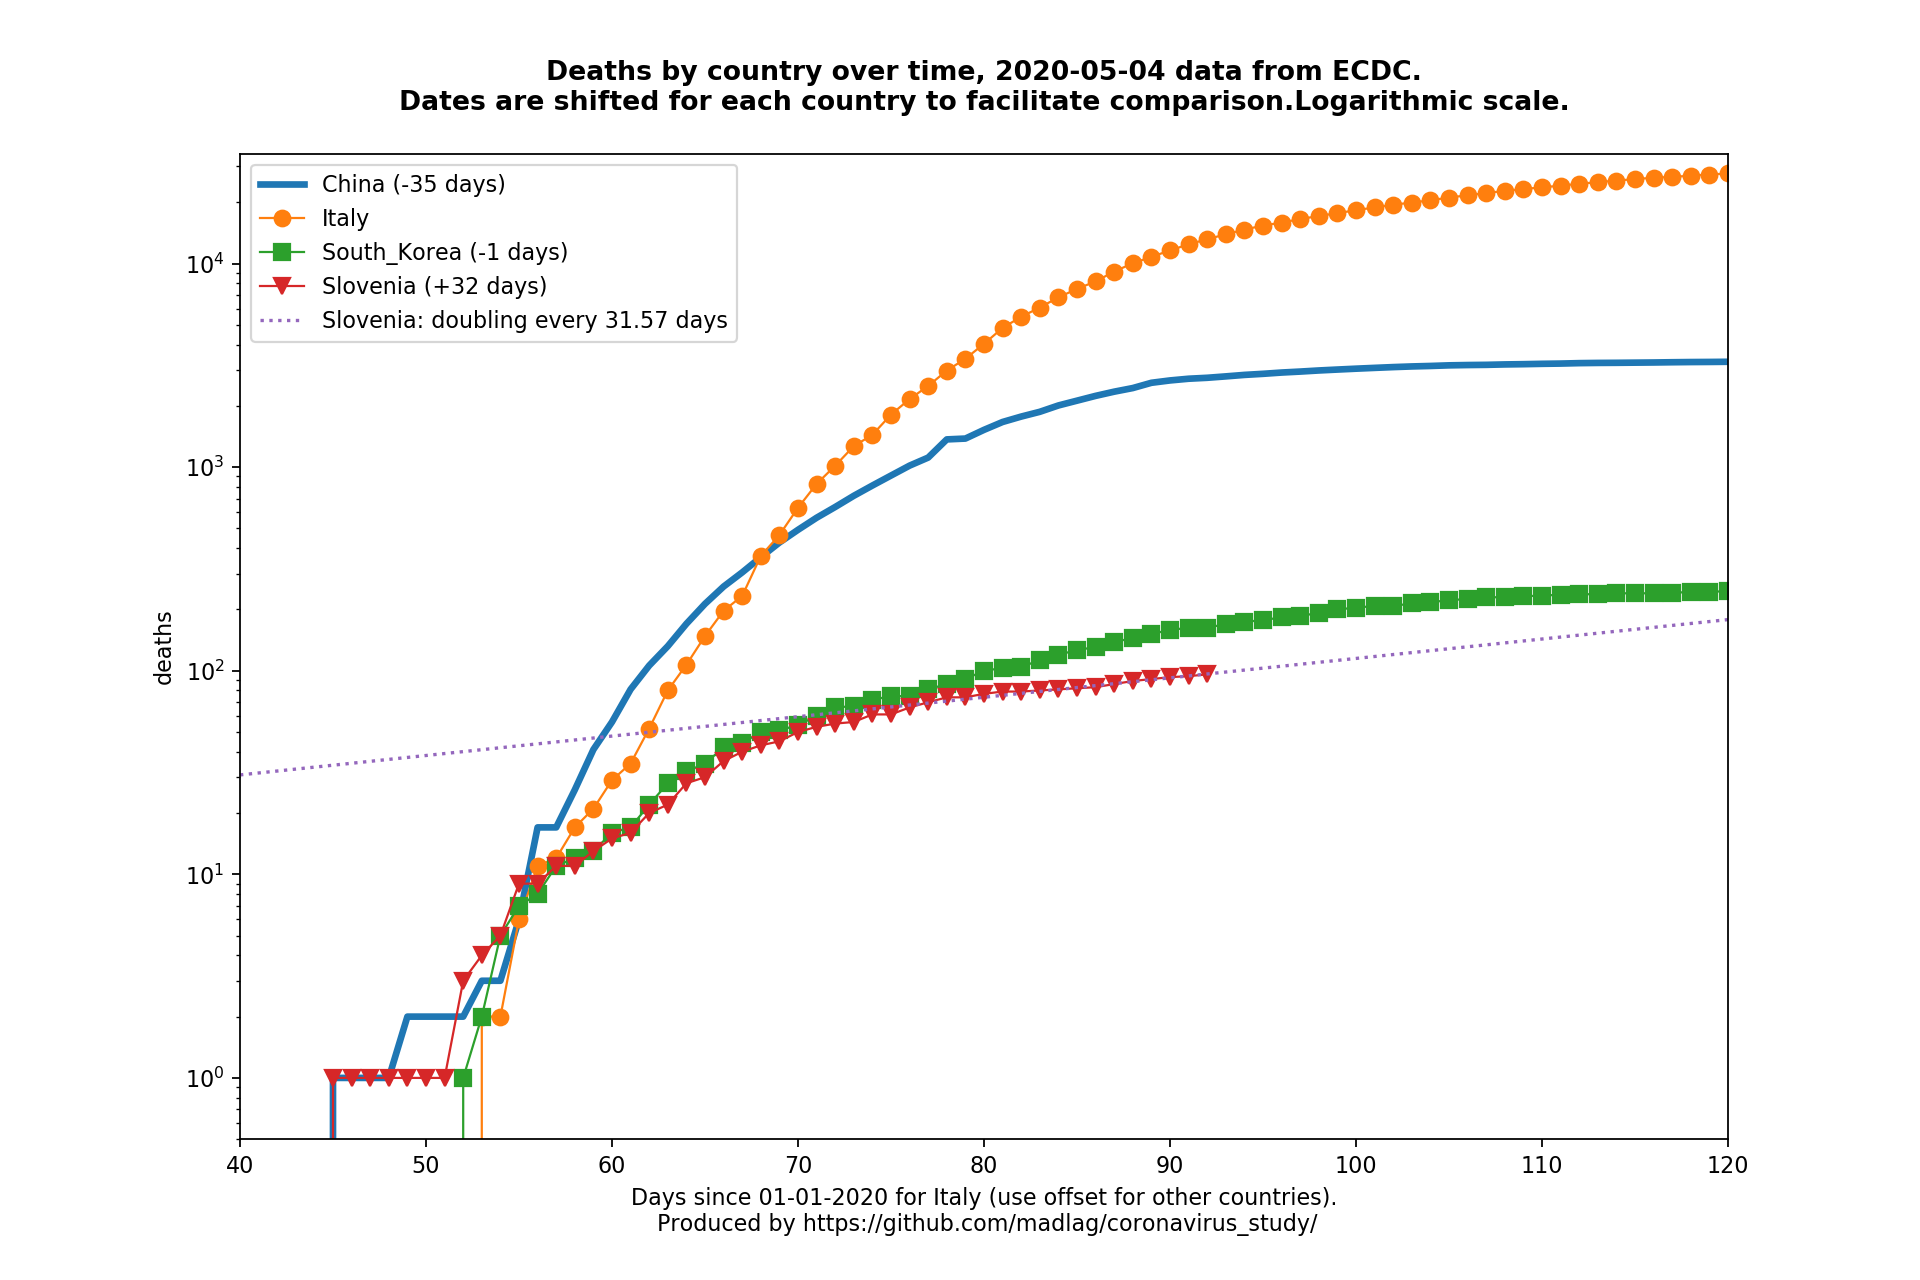 Deaths by country over time, 2020-05-04 data from ECDC.
Dates are shifted for each country to facilitate comparison.Logarithmic scale.
China (-35 days)
Italy
South_Korea (-1 days)
Slovenia (+32 days)
Slovenia: doubling every 31.57 days
deaths
10⁴
10³
10²
10¹
10⁰
40 50 60 70 80 90 100 110 120
Days since 01-01-2020 for Italy (use offset for other countries).
Produced by https://github.com/madlag/coronavirus_study/